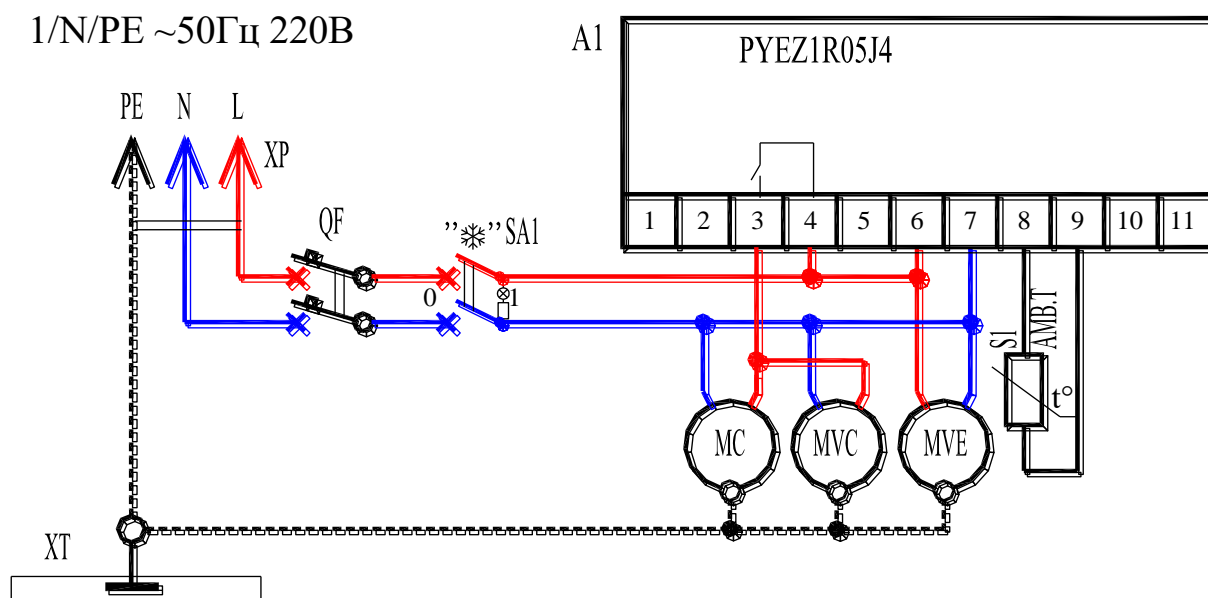 1/N/PE ~50Гц 220В
A1
PYEZ1R05J4
PE N L
XP
1 2 3 4 5 6 7 8 9 10 11
QF
”❄” SA1
0 1
S1
AMB.T
t°
MC MVC MVE
XT